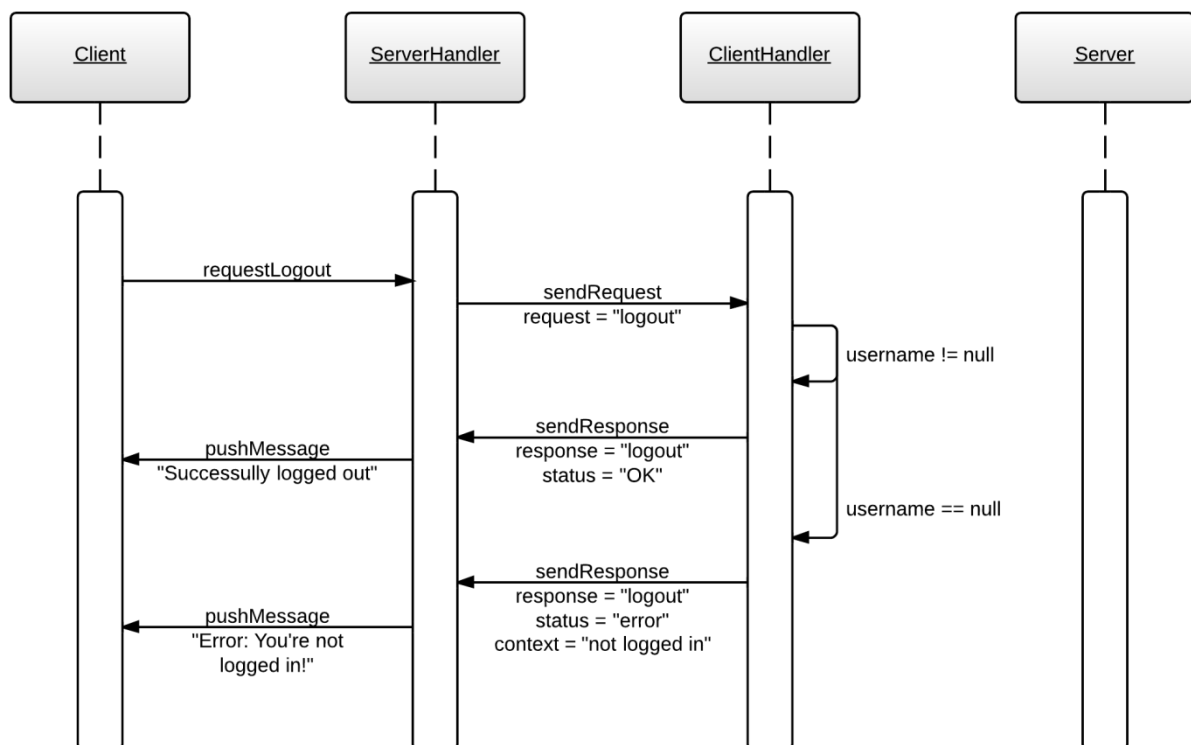 Client
ServerHandler
ClientHandler
Server
requestLogout
sendRequest
request = "logout"
username != null
sendResponse
response = "logout"
status = "OK"
pushMessage
"Successully logged out"
username == null
sendResponse
response = "logout"
status = "error"
context = "not logged in"
pushMessage
"Error: You're not
logged in!"